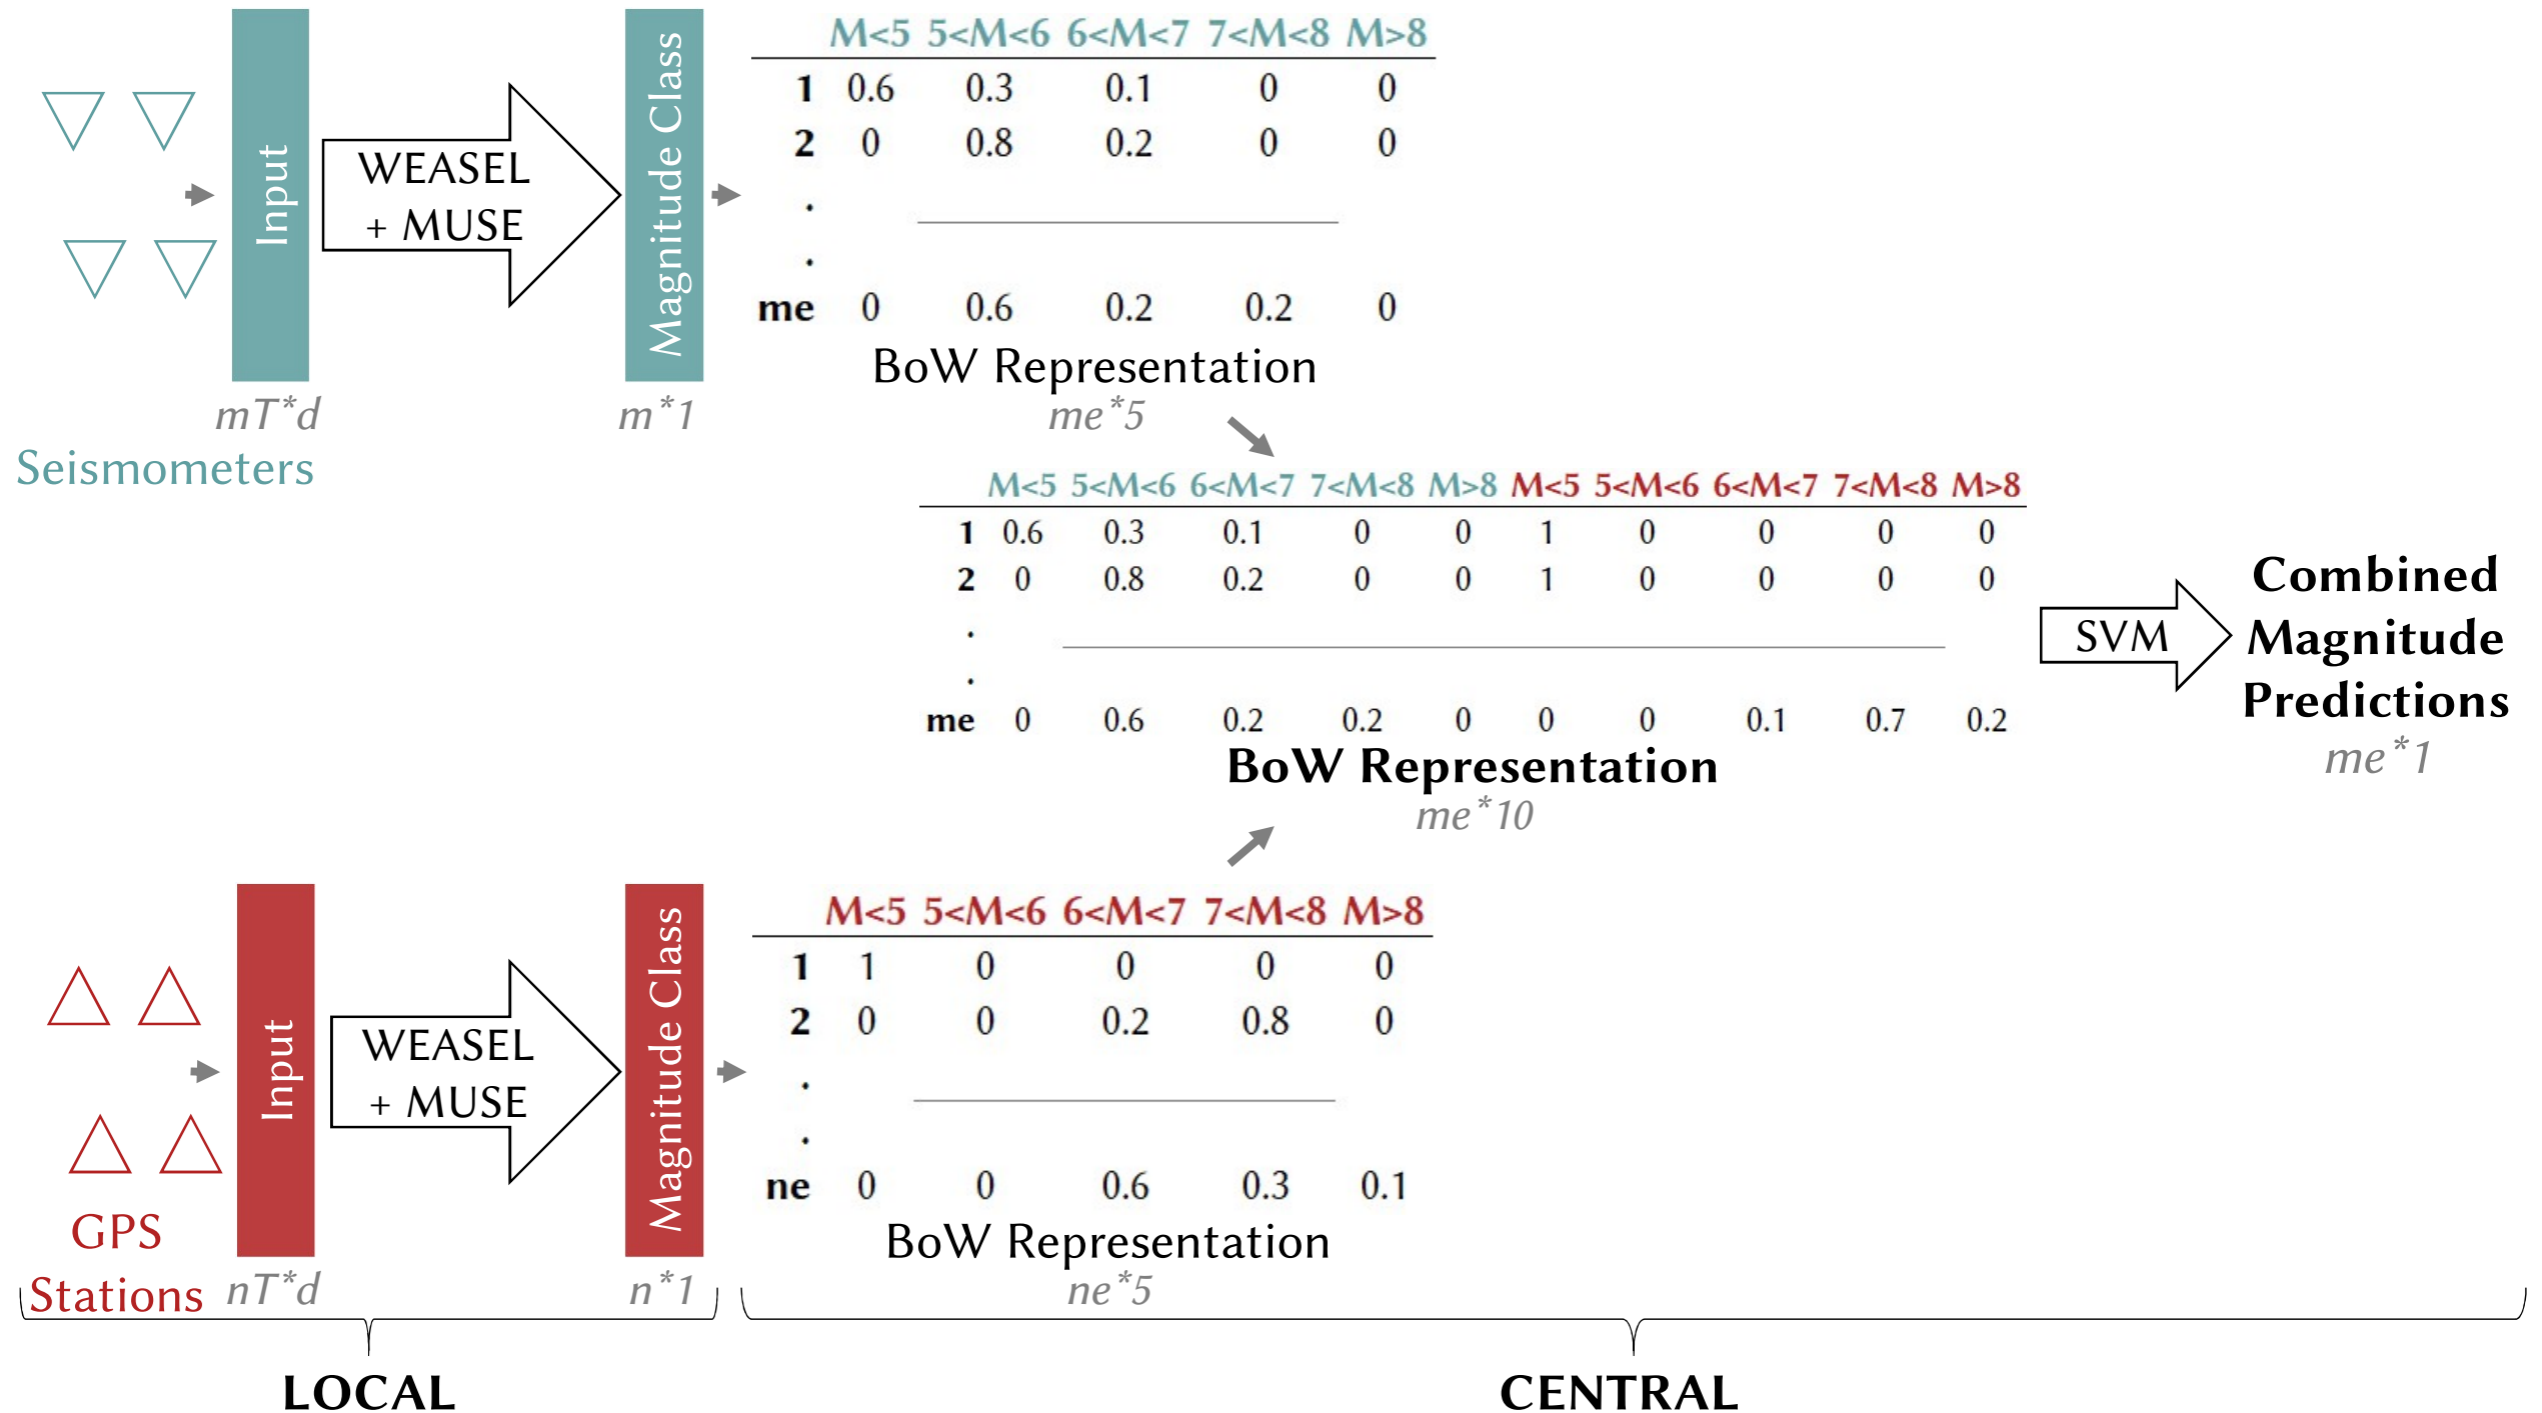 Input
WEASEL
+ MUSE
Magnitude Class
mT*d
m*1
Seismometers
M<5 5<M<6 6<M<7 7<M<8 M>8
1 0.6 0.3 0.1 0 0
2 0 0.8 0.2 0 0
.
.
me 0 0.6 0.2 0.2 0
BoW Representation
me*5
M<5 5<M<6 6<M<7 7<M<8 M>8 M<5 5<M<6 6<M<7 7<M<8 M>8
1 0.6 0.3 0.1 0 0 1 0 0 0 0
2 0 0.8 0.2 0 0 1 0 0 0 0
.
.
me 0 0.6 0.2 0.2 0 0 0 0.1 0.7 0.2
BoW Representation
me*10
SVM
Combined
Magnitude
Predictions
me*1
Input
WEASEL
+ MUSE
Magnitude Class
GPS
Stations
nT*d
n*1
M<5 5<M<6 6<M<7 7<M<8 M>8
1 1 0 0 0 0
2 0 0 0.2 0.8 0
.
.
ne 0 0 0.6 0.3 0.1
BoW Representation
ne*5
LOCAL
CENTRAL